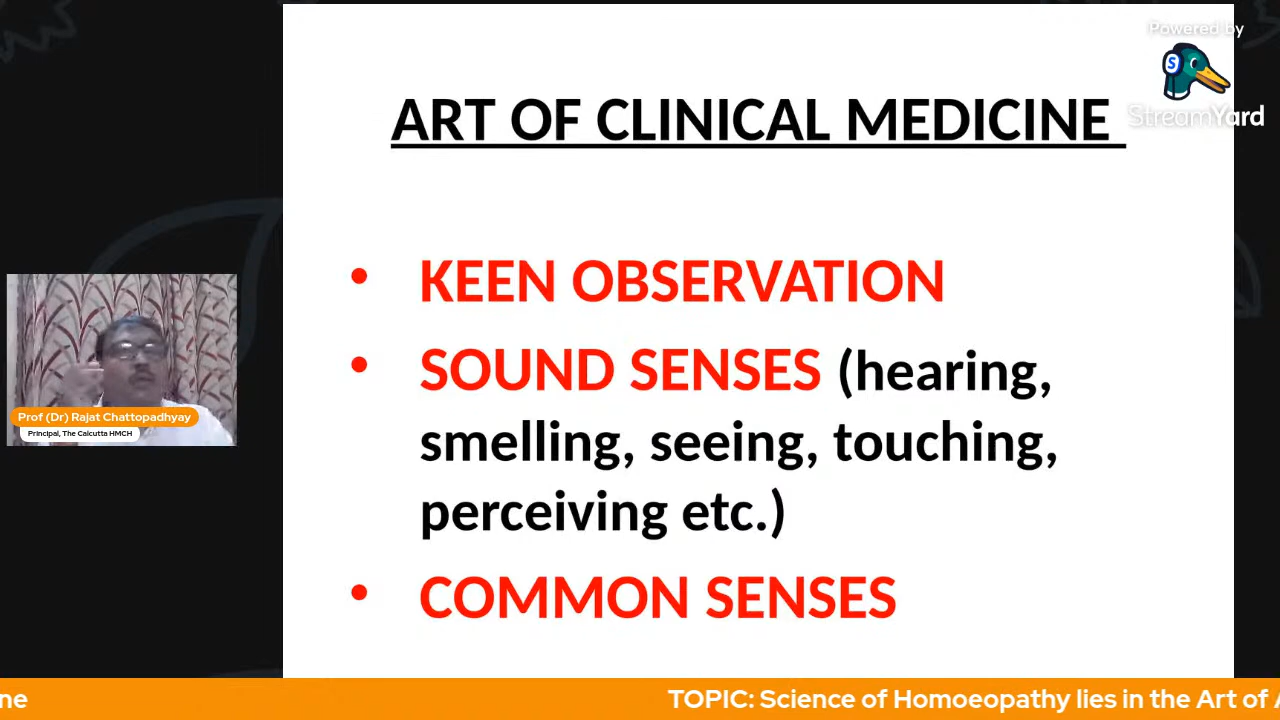 Powered by
StreamYard
ART OF CLINICAL MEDICINE
• KEEN OBSERVATION
• SOUND SENSES (hearing,
smelling, seeing, touching,
perceiving etc.)
• COMMON SENSES
Prof (Dr) Rajat Chattopadhyay
Principal, The Calcutta HMCH
ne
TOPIC: Science of Homoeopathy lies in the Art of A